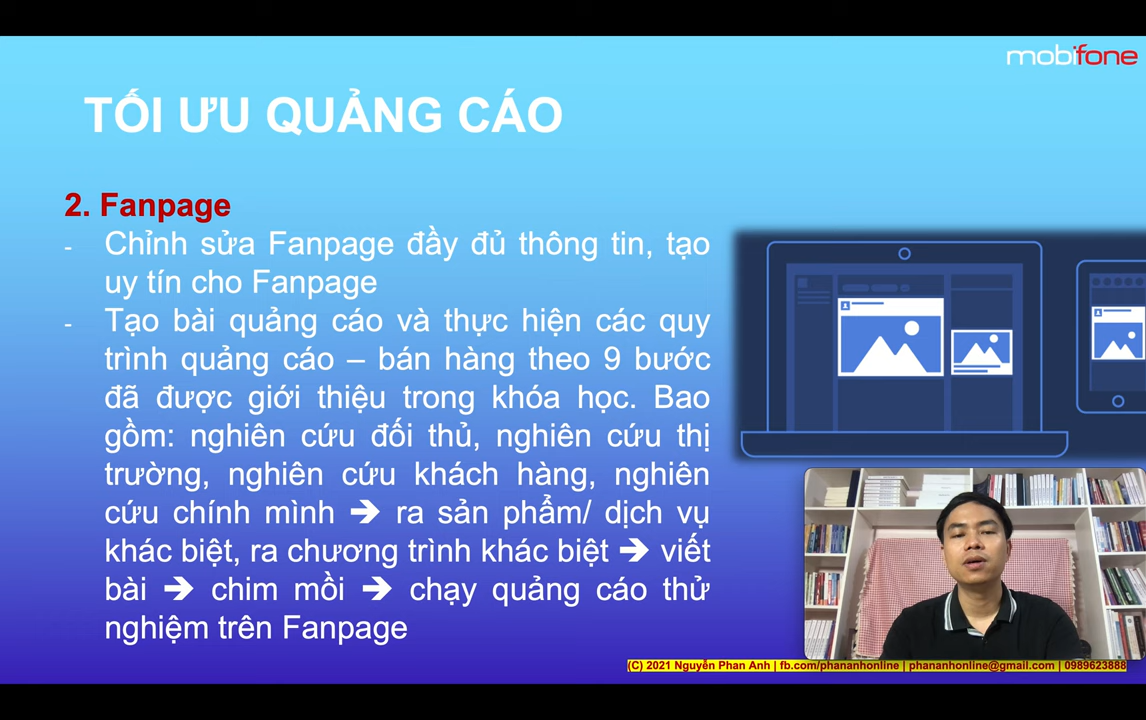 mobifone
TỐI ƯU QUẢNG CÁO
2. Fanpage
- Chỉnh sửa Fanpage đầy đủ thông tin, tạo
uy tín cho Fanpage
- Tạo bài quảng cáo và thực hiện các quy
trình quảng cáo – bán hàng theo 9 bước
đã được giới thiệu trong khóa học. Bao
gồm: nghiên cứu đối thủ, nghiên cứu thị
trường, nghiên cứu khách hàng, nghiên
cứu chính mình ➔ ra sản phẩm/ dịch vụ
khác biệt, ra chương trình khác biệt ➔ viết
bài ➔ chim mồi ➔ chạy quảng cáo thử
nghiệm trên Fanpage
(C) 2021 Nguyễn Phan Anh | fb.com/phananhonline | phananhonline@gmail.com | 0989623888